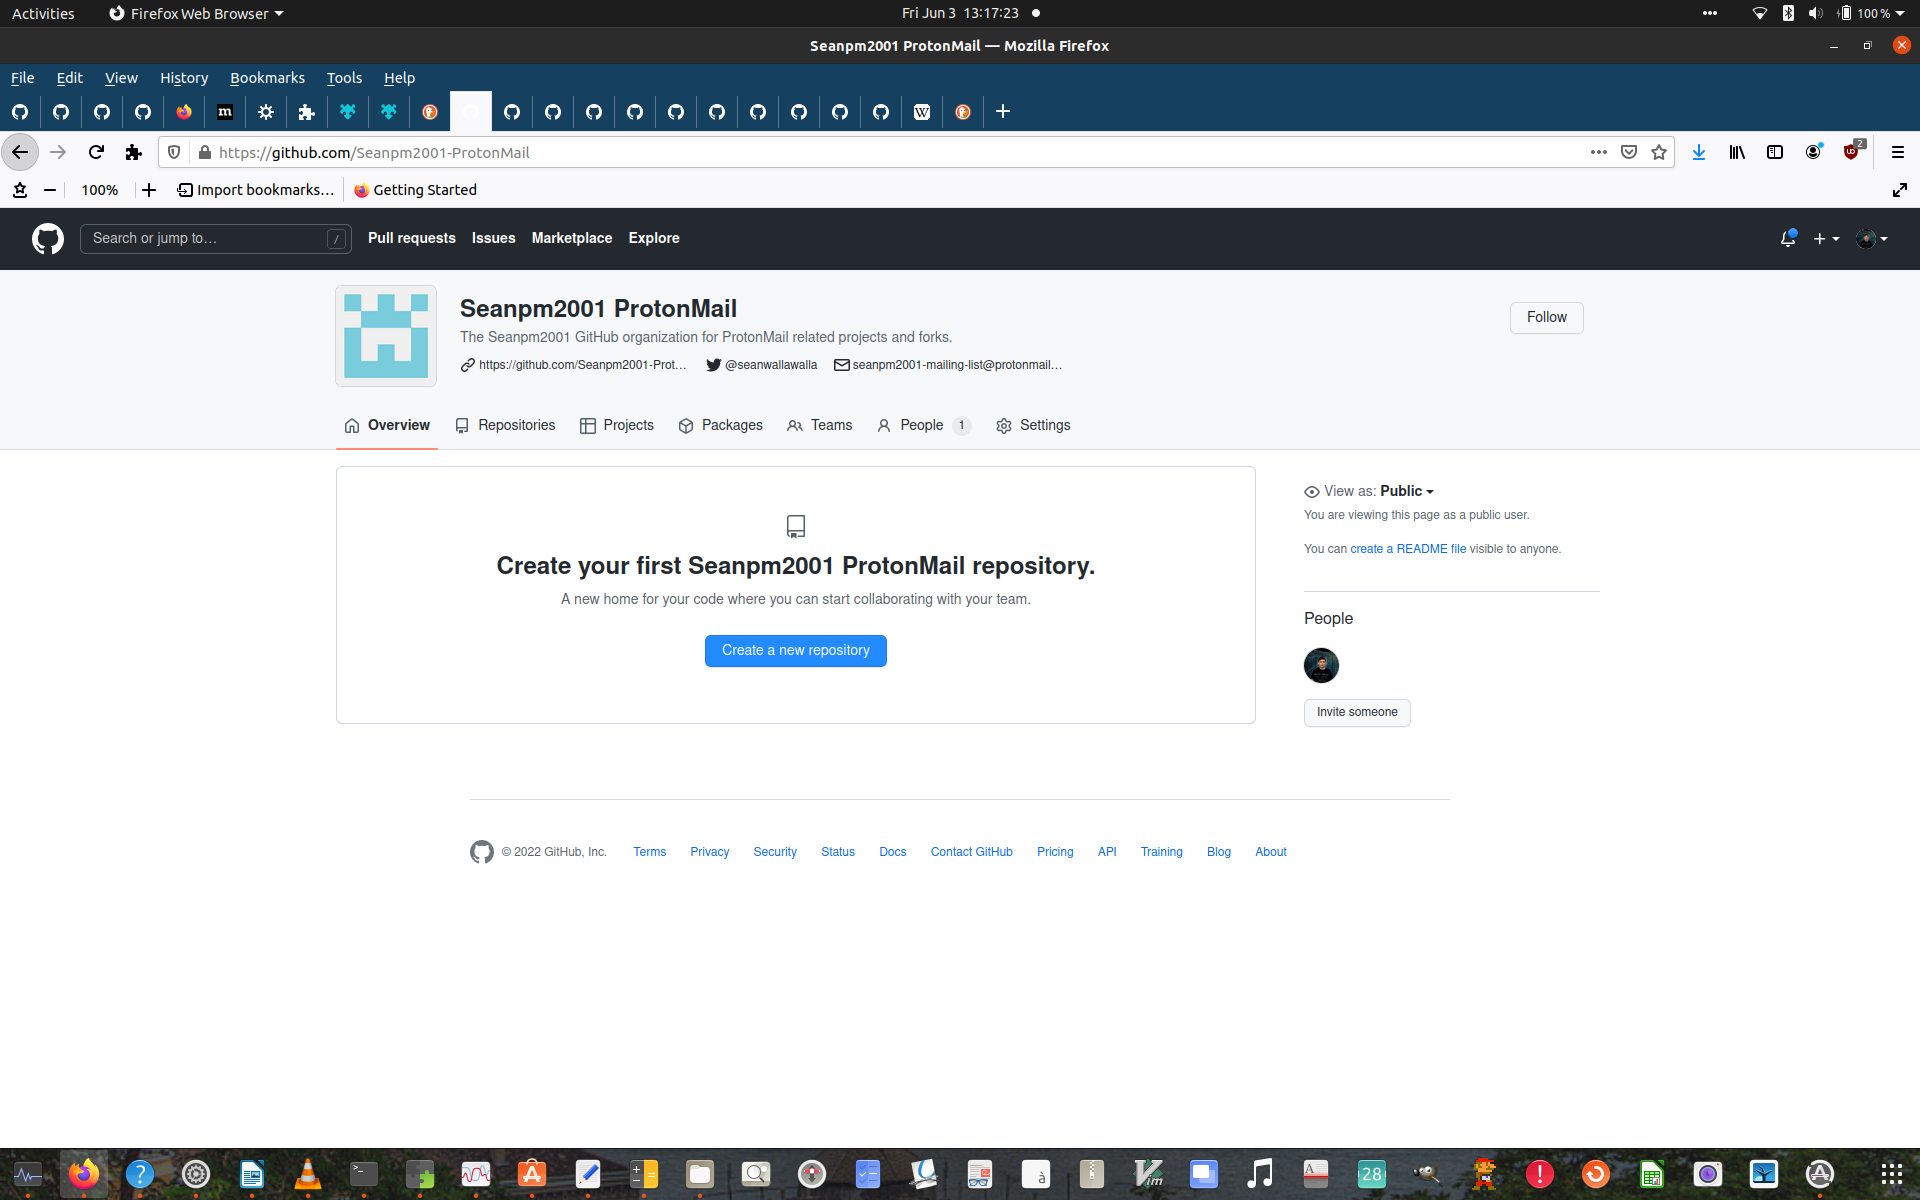 Activities Firefox Web Browser Fri Jun 3 13:17:23 100 %
Seanpm2001 ProtonMail — Mozilla Firefox
File Edit View History Bookmarks Tools Help
m W
https://github.com/Seanpm2001-ProtonMail 2
100% Import bookmarks… Getting Started
Search or jump to… / Pull requests Issues Marketplace Explore
Seanpm2001 ProtonMail
Follow
The Seanpm2001 GitHub organization for ProtonMail related projects and forks.
https://github.com/Seanpm2001-Prot… @seanwallawalla seanpm2001-mailing-list@protonmail…
Overview Repositories Projects Packages Teams People 1 Settings
Create your first Seanpm2001 ProtonMail repository.
A new home for your code where you can start collaborating with your team.
Create a new repository
View as: Public
You are viewing this page as a public user.
You can create a README file visible to anyone.
People
Invite someone
© 2022 GitHub, Inc. Terms Privacy Security Status Docs Contact GitHub Pricing API Training Blog About
? >_ à Vim A 28 !